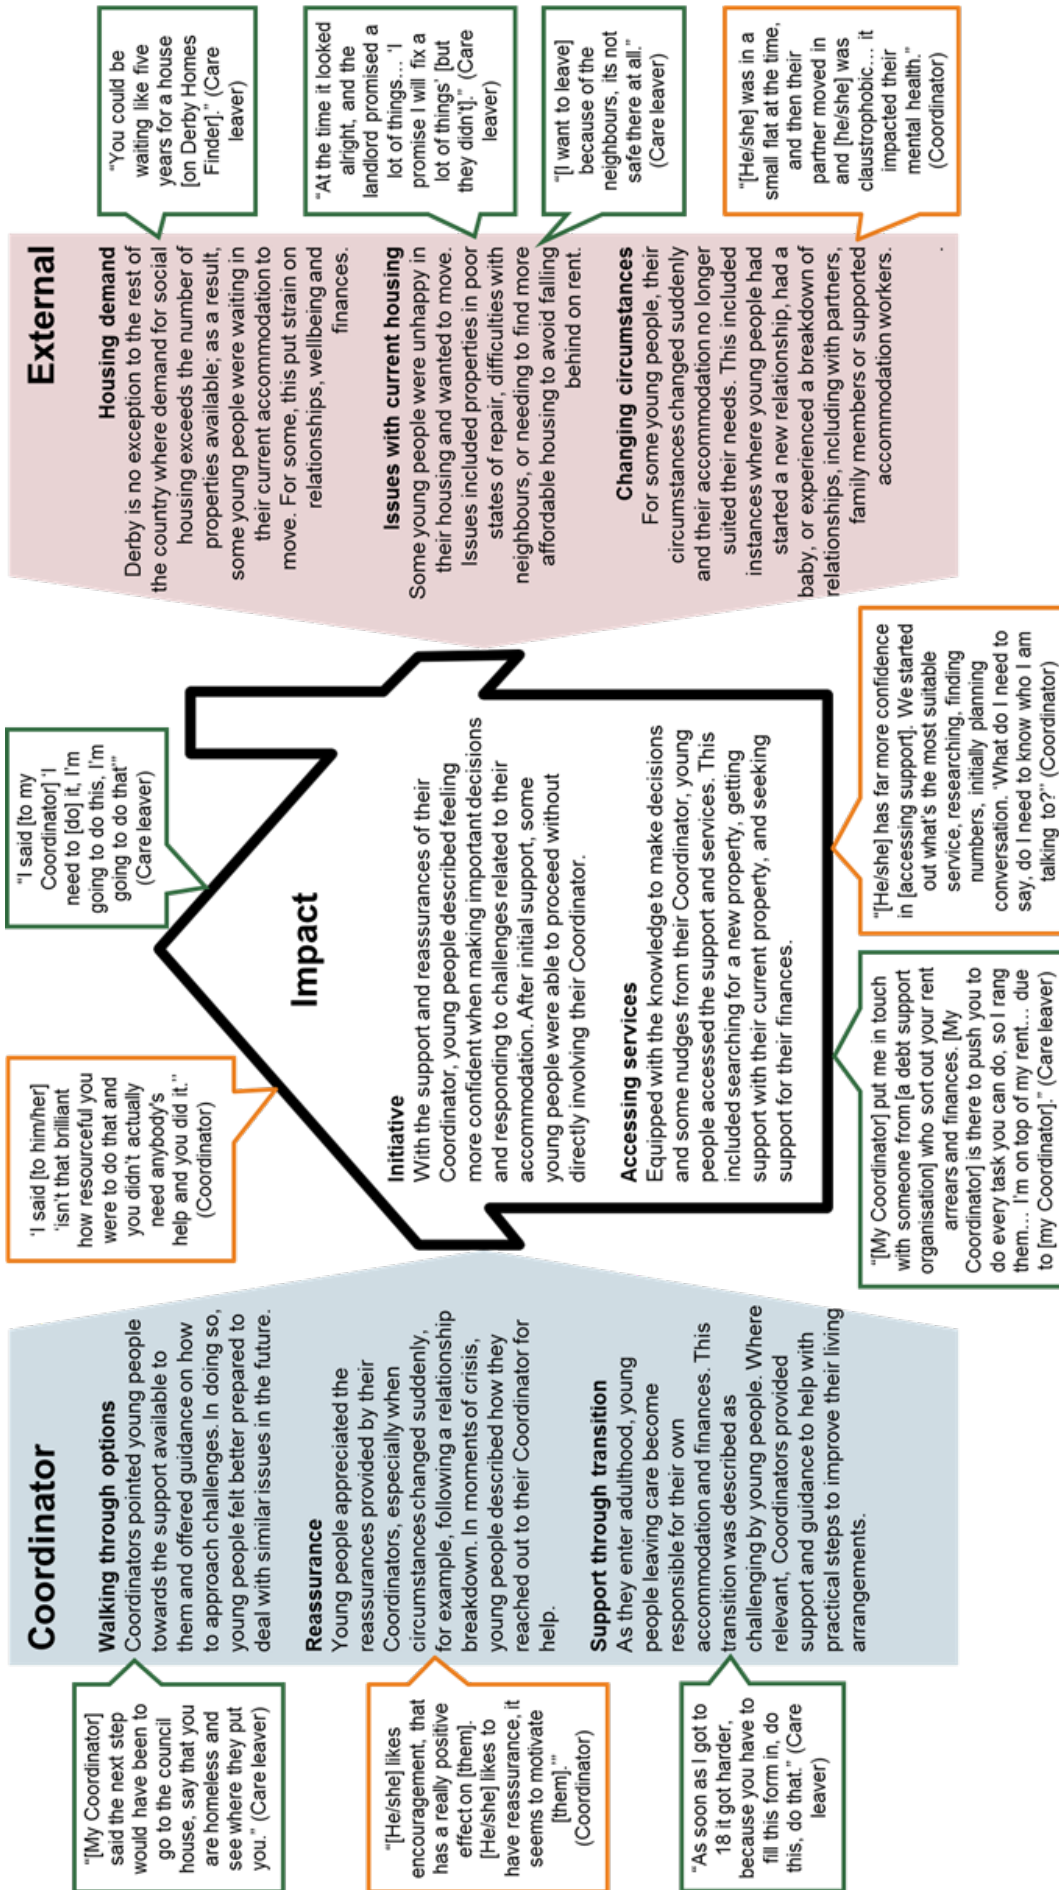 Coordinator
Walking through options
Coordinators pointed young people
towards the support available to
them and offered guidance on how
to approach challenges. In doing so,
young people felt better prepared to
deal with similar issues in the future.
Reassurance
Young people appreciated the
reassurances provided by their
Coordinators, especially when
circumstances changed suddenly,
for example, following a relationship
breakdown. In moments of crisis,
young people described how they
reached out to their Coordinator for
help.
Support through transition
As they enter adulthood, young
people leaving care become
responsible for their own
accommodation and finances. This
transition was described as
challenging by young people. Where
relevant, Coordinators provided
support and guidance to help with
practical steps to improve their living
arrangements.
“[My Coordinator]
said the next step
would have been to
go to the council
house, say that you
are homeless and
see where they put
you.” (Care leaver)
“[He/she] likes
encouragement, that
has a really positive
effect on [them].
[He/she] likes to
have reassurance, it
seems to motivate
[them].’”
(Coordinator)
“As soon as I got to
18 it got harder,
because you have to
fill this form in, do
this, do that.” (Care
leaver)
‘I said [to him/her]
‘isn’t that brilliant
how resourceful you
were to do that and
you didn’t actually
need anybody’s
help and you did it.”
(Coordinator)
“I said [to my
Coordinator] ‘I
need to [do] it, I’m
going to do this, I’m
going to do that’”
(Care leaver)
Impact
Initiative
With the support and reassurances of their
Coordinator, young people described feeling
more confident when making important decisions
and responding to challenges related to their
accommodation. After initial support, some
young people were able to proceed without
directly involving their Coordinator.
Accessing services
Equipped with the knowledge to make decisions
and some nudges from their Coordinator, young
people accessed the support and services. This
included searching for a new property, getting
support with their current property, and seeking
support for their finances.
“[My Coordinator] put me in touch
with someone from [a debt support
organisation] who sort out your rent
arrears and finances. [My
Coordinator] is there to push you to
do every task you can do, so I rang
them… I’m on top of my rent… due
to [my Coordinator].” (Care leaver)
“[He/she] has far more confidence
in [accessing support]. We started
out what’s the most suitable
service, researching, finding
numbers, initially planning
conversation. ‘What do I need to
say, do I need to know who I am
talking to?” (Coordinator)
External
Housing demand
Derby is no exception to the rest of
the country where demand for social
housing exceeds the number of
properties available; as a result,
some young people were waiting in
their current accommodation to
move. For some, this put strain on
relationships, wellbeing and
finances.
Issues with current housing
Some young people were unhappy in
their housing and wanted to move.
Issues included properties in poor
states of repair, difficulties with
neighbours, or needing to find more
affordable housing to avoid falling
behind on rent.
Changing circumstances
For some young people, their
circumstances changed suddenly
and their accommodation no longer
suited their needs. This included
instances where young people had
started a new relationship, had a
baby, or experienced a breakdown of
relationships, including with partners,
family members or supported
accommodation workers.
.
“You could be
waiting like five
years for a house
[on Derby Homes
Finder].” (Care
leaver)
“At the time it looked
alright, and the
landlord promised a
lot of things… ‘I
promise I will fix a
lot of things’ [but
they didn’t].” (Care
leaver)
“[I want to leave]
because of the
neighbours, its not
safe there at all.”
(Care leaver)
“[He/she] was in a
small flat at the time,
and then their
partner moved in
and [he/she] was
claustrophobic… it
impacted their
mental health.”
(Coordinator)